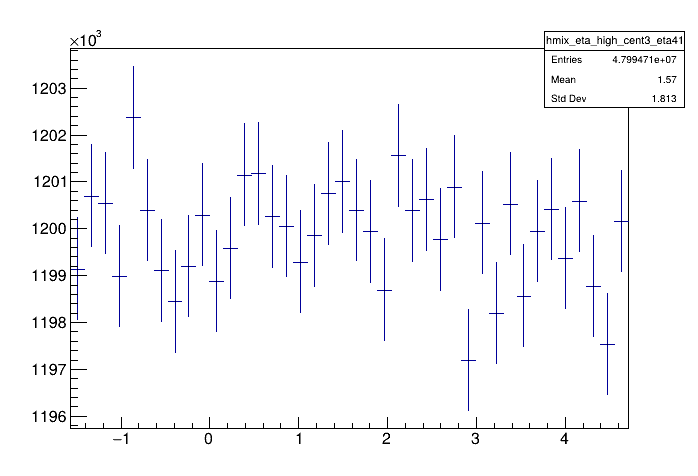 ×10³
hmix_eta_high_cent3_eta41
Entries 4.799471e+07
Mean 1.57
Std Dev 1.813
1203
1202
1201
1200
1199
1198
1197
1196
−1 0 1 2 3 4